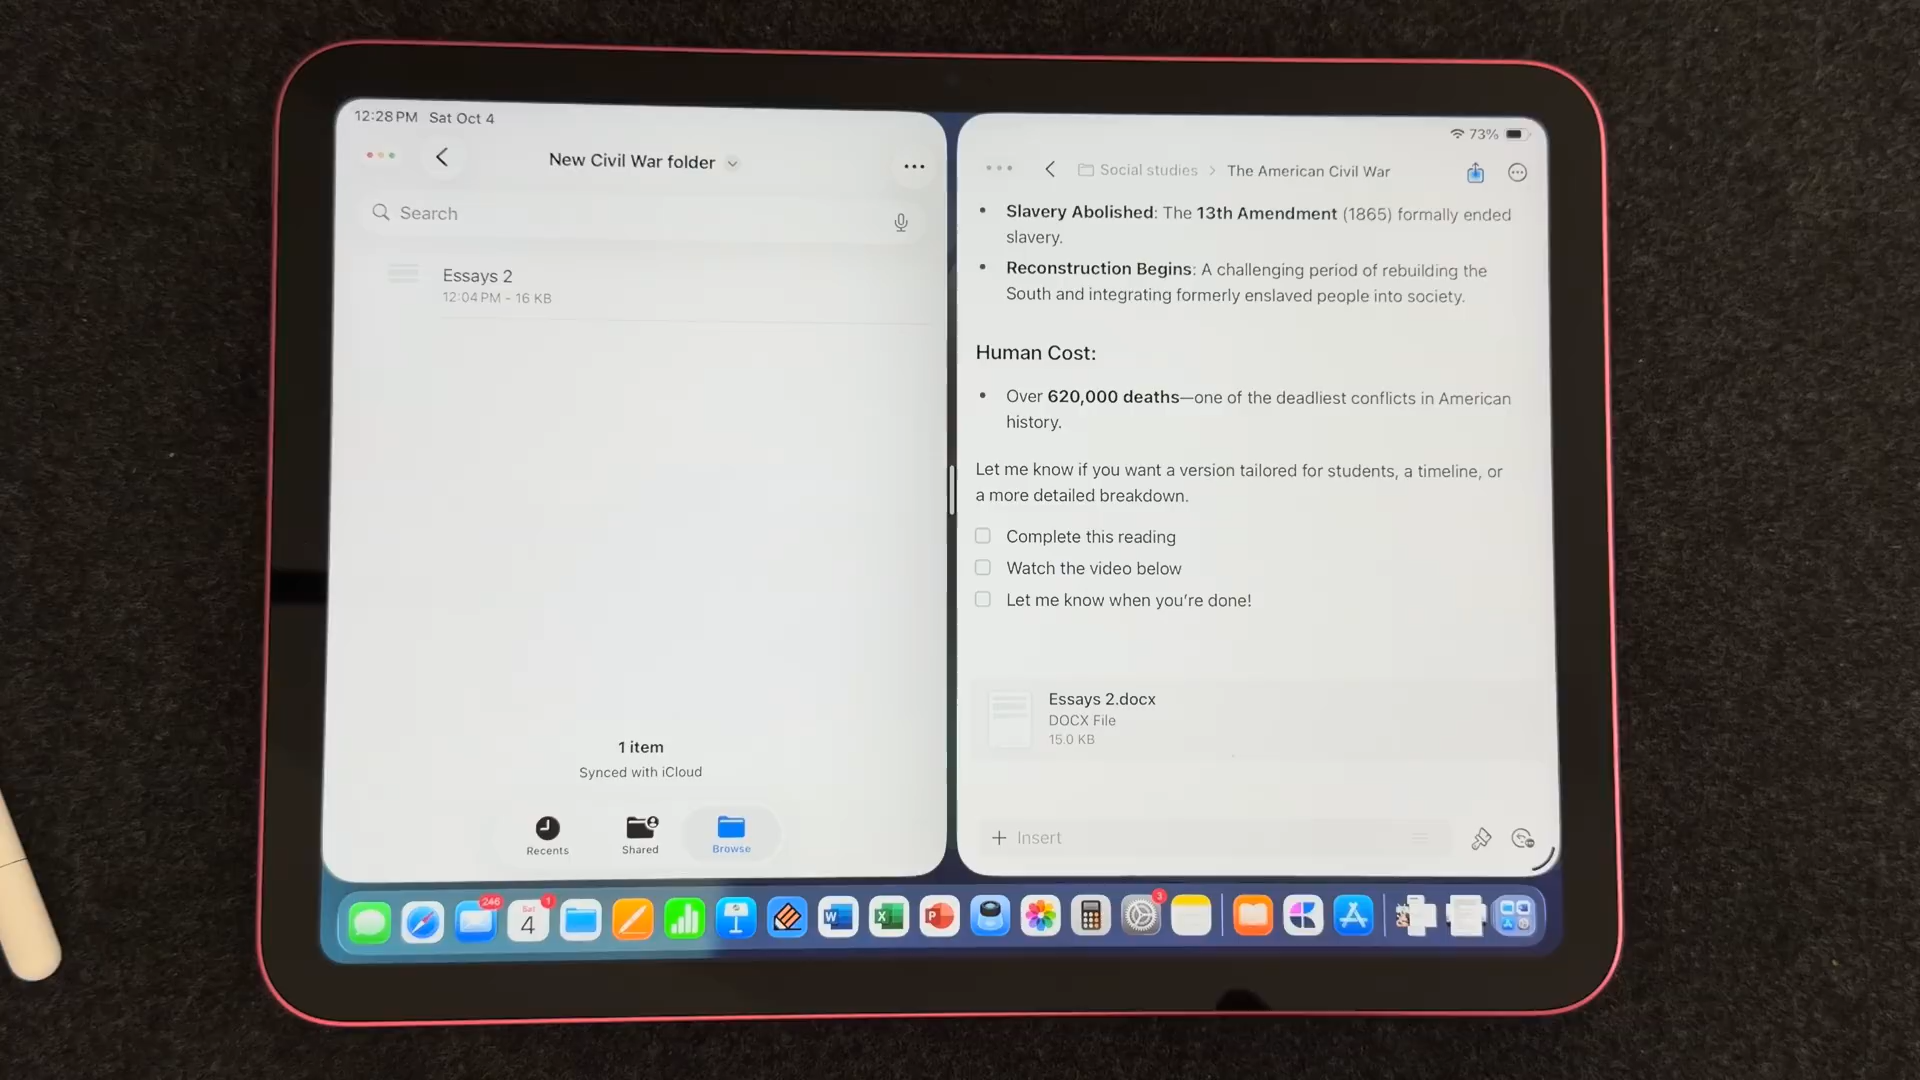 12:28 PM Sat Oct 4
New Civil War folder
Search
Essays 2
12:04 PM - 16 KB
1 item
Synced with iCloud
Recents
Shared
Browse
73%
Social studies > The American Civil War
• Slavery Abolished: The 13th Amendment (1865) formally ended
slavery.
• Reconstruction Begins: A challenging period of rebuilding the
South and integrating formerly enslaved people into society.
Human Cost:
• Over 620,000 deaths—one of the deadliest conflicts in American
history.
Let me know if you want a version tailored for students, a timeline, or
a more detailed breakdown.
Complete this reading
Watch the video below
Let me know when you’re done!
Essays 2.docx
DOCX File
15.0 KB
+ Insert
246
Sat
4
1
W
X
P
3